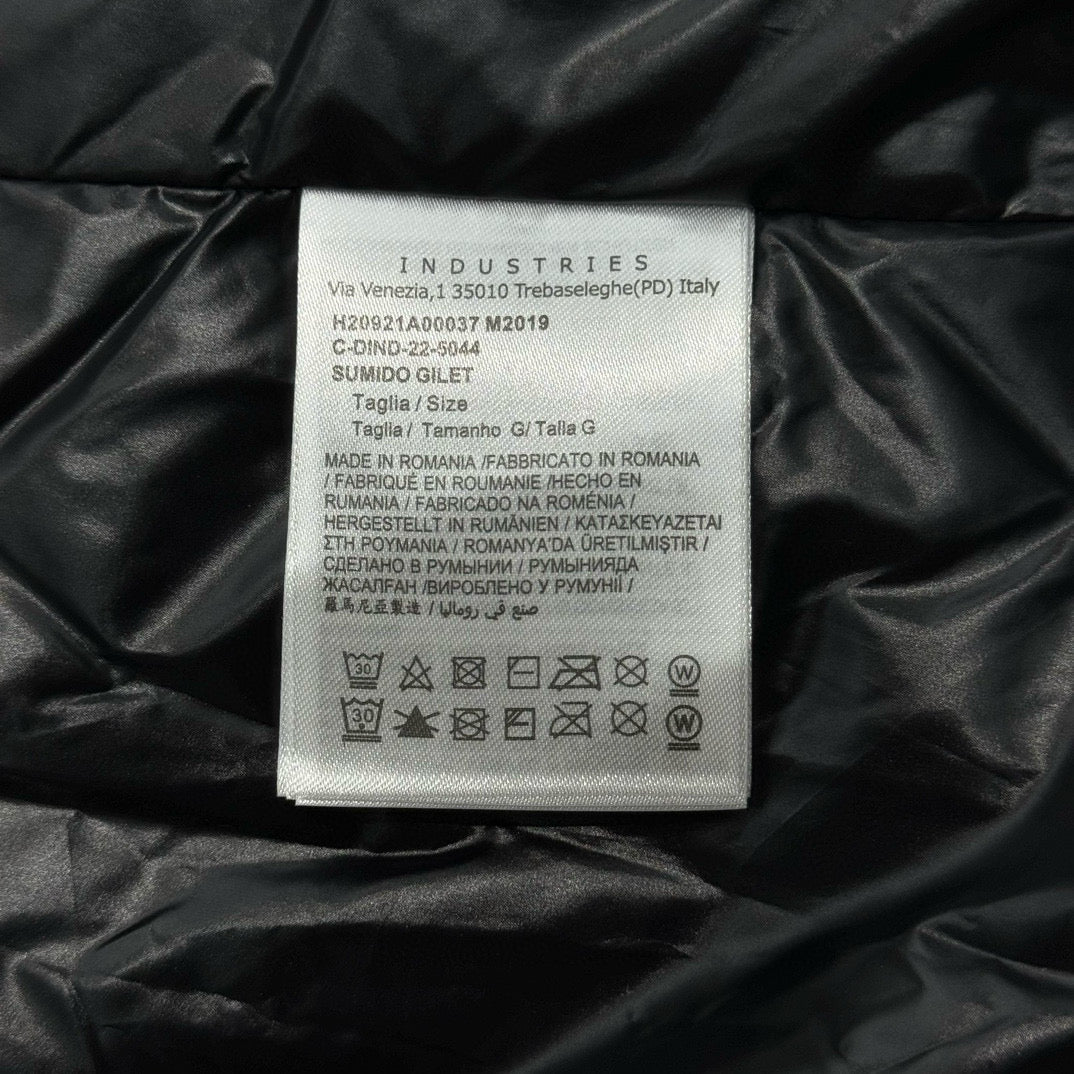 INDUSTRIES
Via Venezia,1 35010 Trebaseleghe(PD) Italy
H20921A00037 M2019
C-DIND-22-5044
SUMIDO GILET
Taglia / Size
Taglia / Tamanho G/ Talla G
MADE IN ROMANIA /FABBRICATO IN ROMANIA
/ FABRIQUÉ EN ROUMANIE /HECHO EN
RUMANIA / FABRICADO NA ROMÉNIA /
HERGESTELLT IN RUMÄNIEN / ΚΑΤΑΣΚΕΥΑΖΕΤΑΙ
ΣΤΗ ΡΟΥΜΑΝΙΑ / ROMANYA'DA ÜRETILMIŞTIR /
СДЕЛАНО В РУМЫНИИ / РУМЫНИЯДА
ЖАСАЛҒАН /ВИРОБЛЕНО У РУМУНІЇ /
羅馬尼亞製造 / صنع في روماليا
30
W
30
W